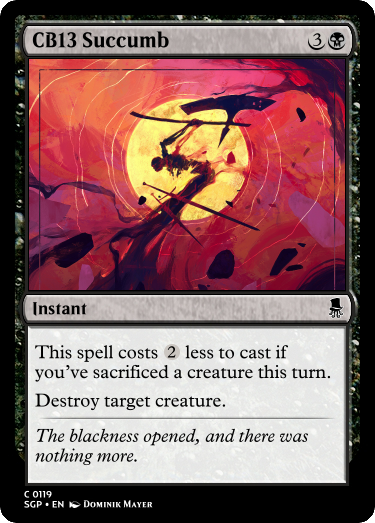 CB13 Succumb 3
Instant
This spell costs 2 less to cast if
you've sacrificed a creature this turn.
Destroy target creature.
The blackness opened, and there was
nothing more.
C 0119
SGP • EN Dominik Mayer